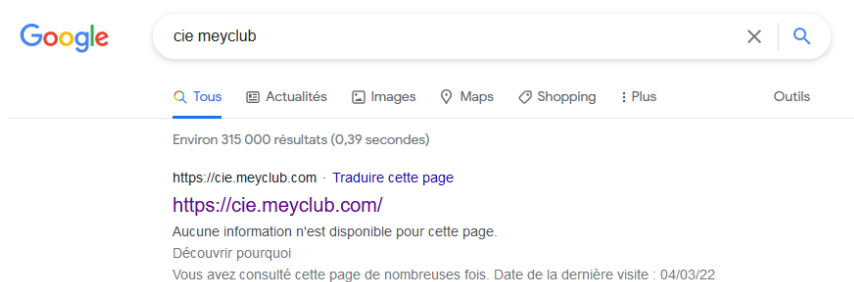 Google
cie meyclub
Tous Actualités Images Maps Shopping Plus Outils
Environ 315 000 résultats (0,39 secondes)
https://cie.meyclub.com · Traduire cette page
https://cie.meyclub.com/
Aucune information n'est disponible pour cette page.
Découvrir pourquoi
Vous avez consulté cette page de nombreuses fois. Date de la dernière visite : 04/03/22